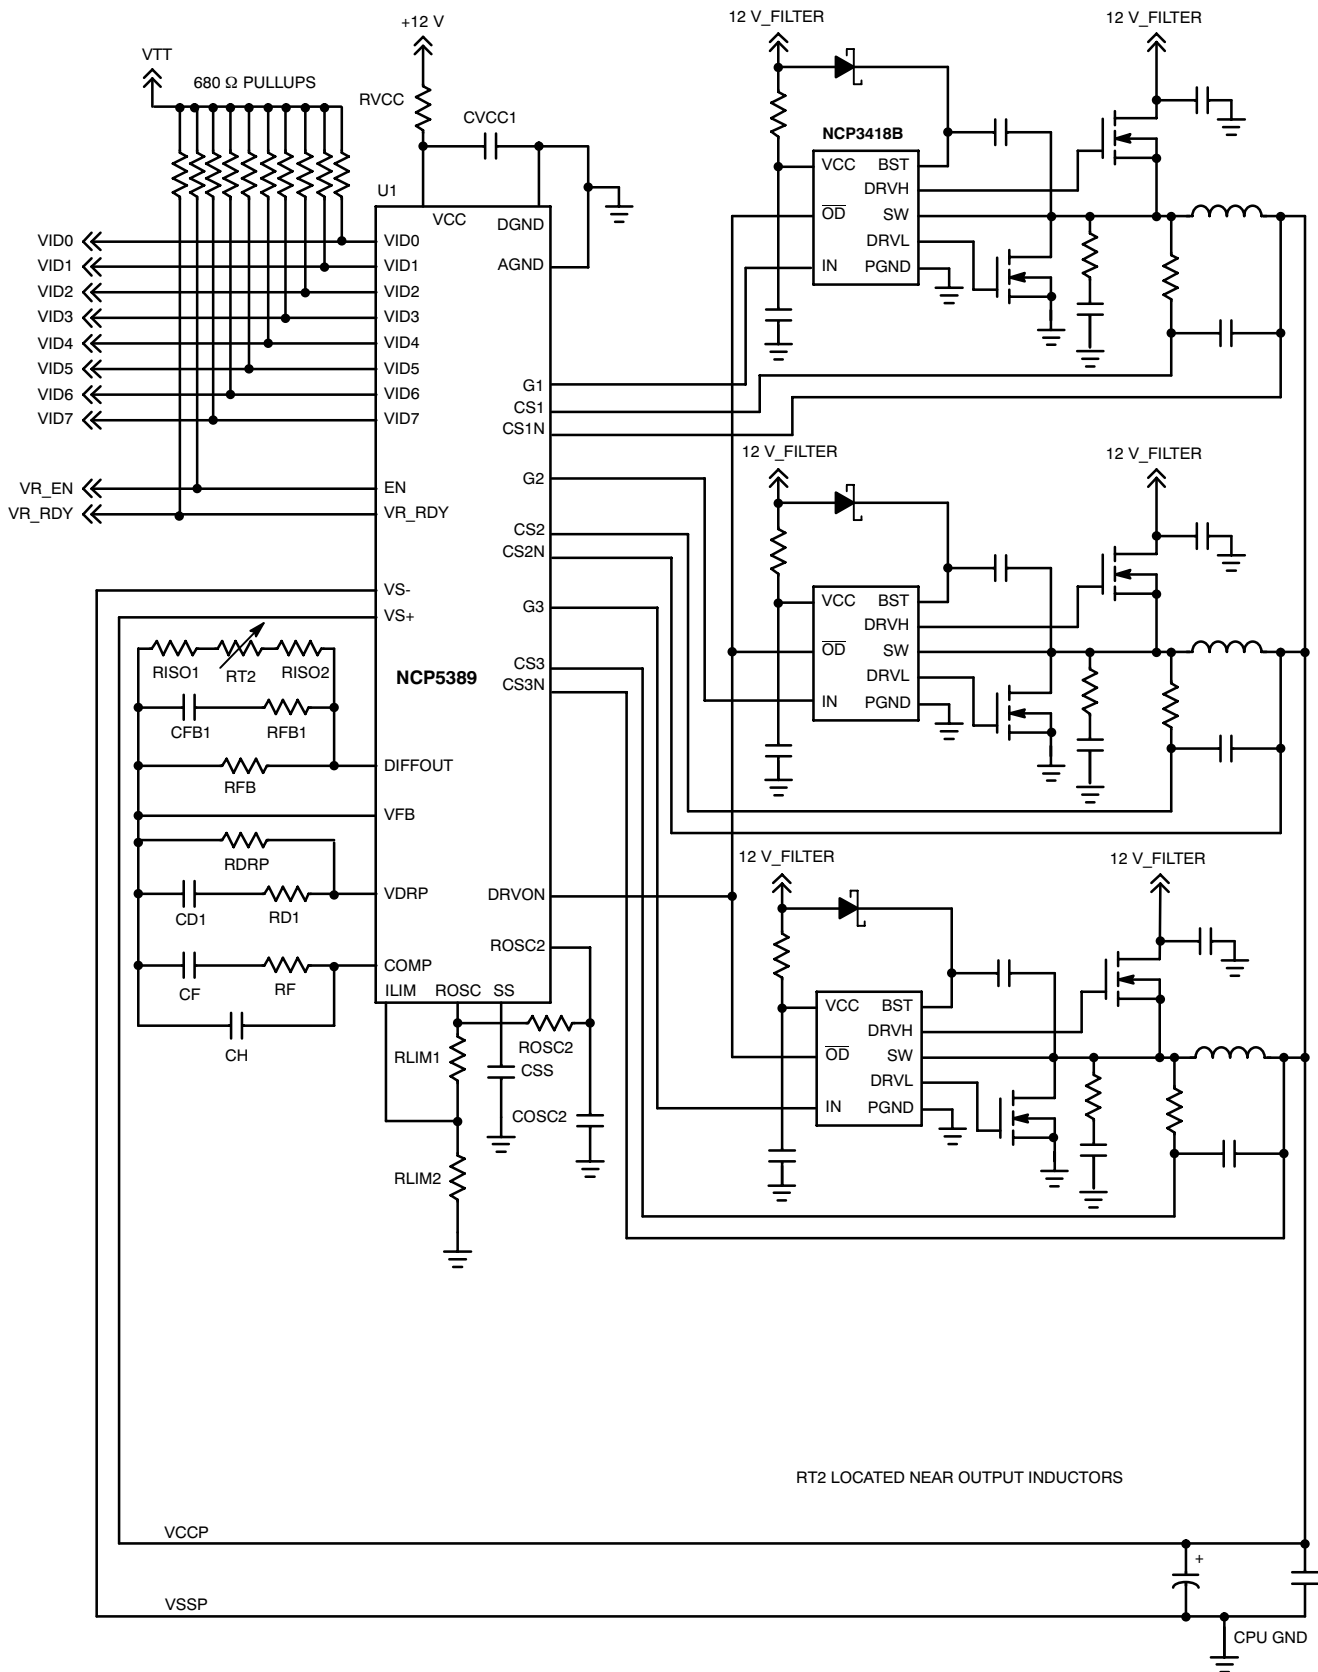 +12 V
12 V_FILTER
12 V_FILTER
VTT
680 Ω PULLUPS
RVCC
CVCC1
NCP3418B
U1
VCC
DGND
AGND
VCC
BST
DRVH
OD
SW
DRVL
IN
PGND
VID0
VID0
VID1
VID1
VID2
VID2
VID3
VID3
VID4
VID4
VID5
VID5
VID6
VID6
VID7
VID7
G1
CS1
CS1N
12 V_FILTER
12 V_FILTER
VR_EN
EN
G2
VR_RDY
VR_RDY
CS2
CS2N
VS-
VS+
G3
VCC
BST
DRVH
OD
SW
DRVL
IN
PGND
RISO1
RT2
RISO2
NCP5389
CS3
CS3N
CFB1
RFB1
DIFFOUT
RFB
VFB
RDRP
12 V_FILTER
12 V_FILTER
VDRP
DRVON
CD1
RD1
ROSC2
COMP
CF
RF
ILIM
ROSC
SS
VCC
BST
DRVH
OD
SW
DRVL
IN
PGND
CH
RLIM1
ROSC2
CSS
COSC2
RLIM2
RT2 LOCATED NEAR OUTPUT INDUCTORS
VCCP
+
VSSP
CPU GND